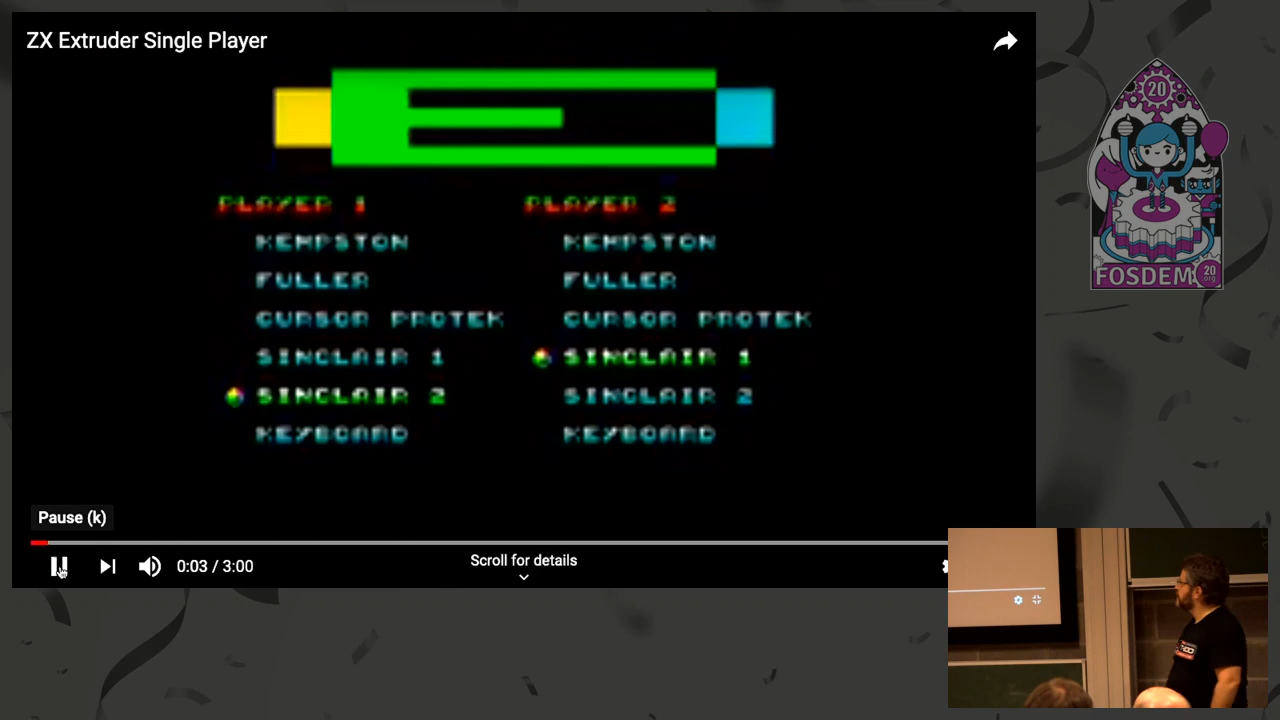 ZX Extruder Single Player
PLAYER 1
PLAYER 2
KEMPSTON
KEMPSTON
FULLER
FULLER
CURSOR PROTEK
CURSOR PROTEK
SINCLAIR 1
SINCLAIR 1
SINCLAIR 2
SINCLAIR 2
KEYBOARD
KEYBOARD
Pause (k)
0:03 / 3:00
Scroll for details
20
FOSDEM
20
.org